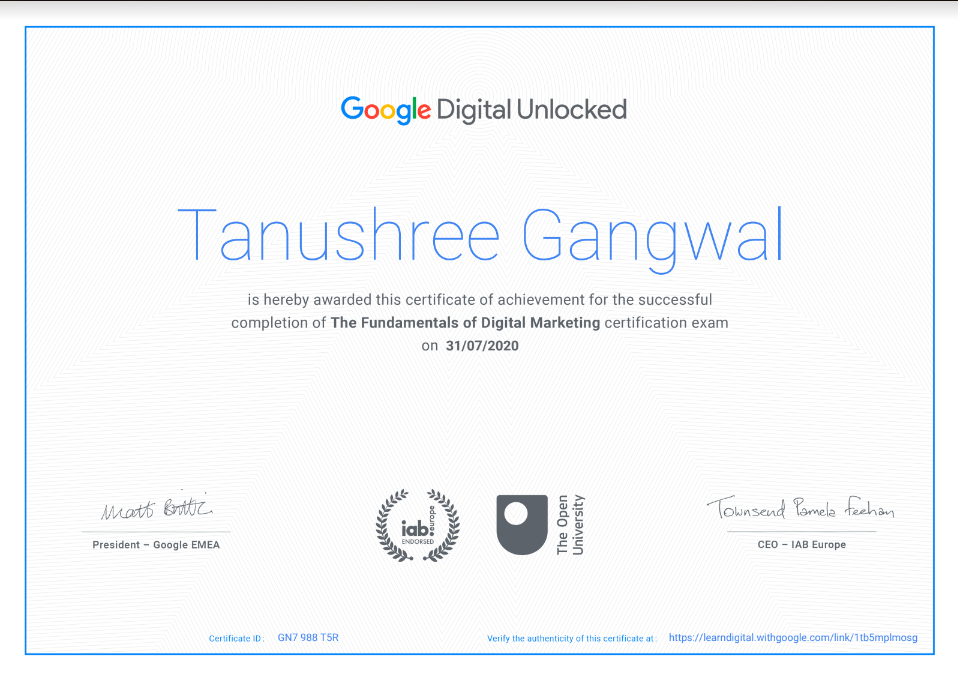 Google Digital Unlocked
Tanushree Gangwal
is hereby awarded this certificate of achievement for the successful
completion of The Fundamentals of Digital Marketing certification exam
on 31/07/2020
Matt Brittin
President – Google EMEA
iab.europe
ENDORSED
The Open
University
Townsend Pamela Feehan
CEO – IAB Europe
Certificate ID : GN7 988 T5R
Verify the authenticity of this certificate at : https://learndigital.withgoogle.com/link/1tb5mplmosg